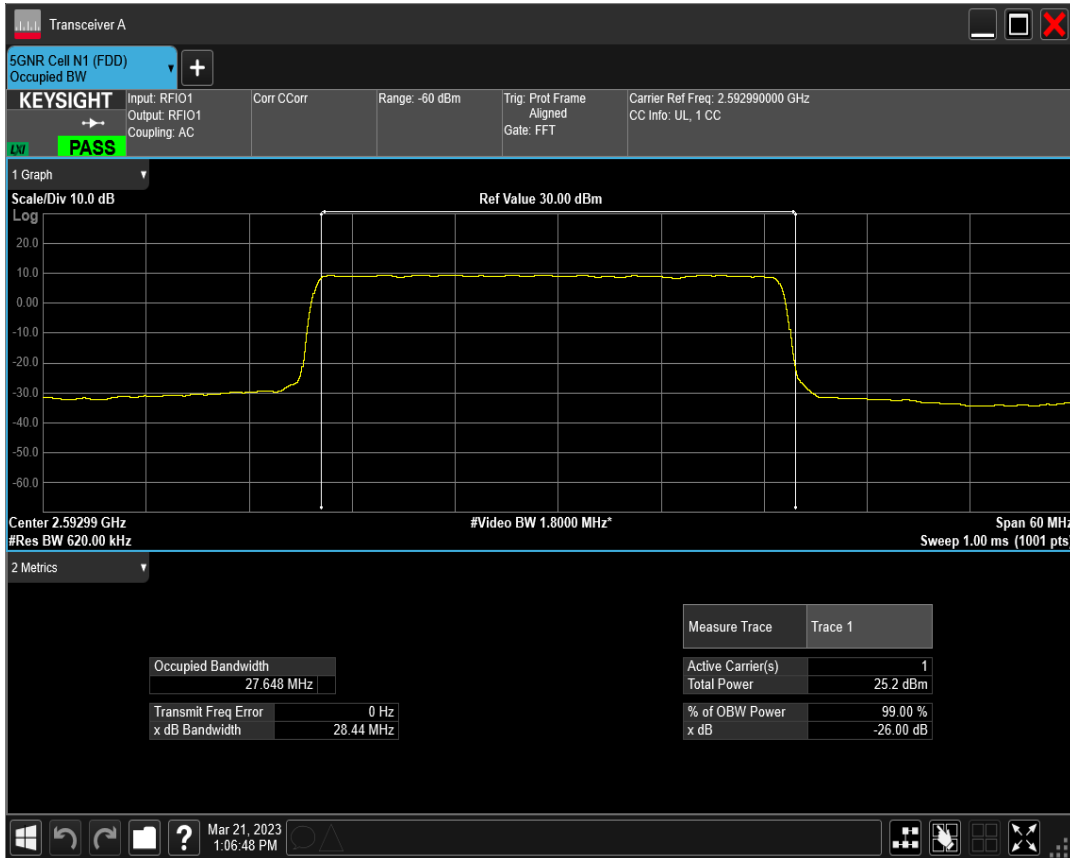 Transceiver A
5GNR Cell N1 (FDD)
Occupied BW
+
KEYSIGHT
LXI
PASS
Input: RFIO1
Output: RFIO1
Coupling: AC
Corr CCorr
Range: -60 dBm
Trig: Prot Frame
Aligned
Gate: FFT
Carrier Ref Freq: 2.592990000 GHz
CC Info: UL, 1 CC
1 Graph
Scale/Div 10.0 dB
Ref Value 30.00 dBm
Log
20.0
10.0
0.00
-10.0
-20.0
-30.0
-40.0
-50.0
-60.0
Center 2.59299 GHz
#Video BW 1.8000 MHz*
Span 60 MHz
#Res BW 620.00 kHz
Sweep 1.00 ms (1001 pts)
2 Metrics
Measure Trace Trace 1
Occupied Bandwidth
27.648 MHz
Active Carrier(s) 1
Total Power 25.2 dBm
Transmit Freq Error 0 Hz
x dB Bandwidth 28.44 MHz
% of OBW Power 99.00 %
x dB -26.00 dB
?
Mar 21, 2023
1:06:48 PM